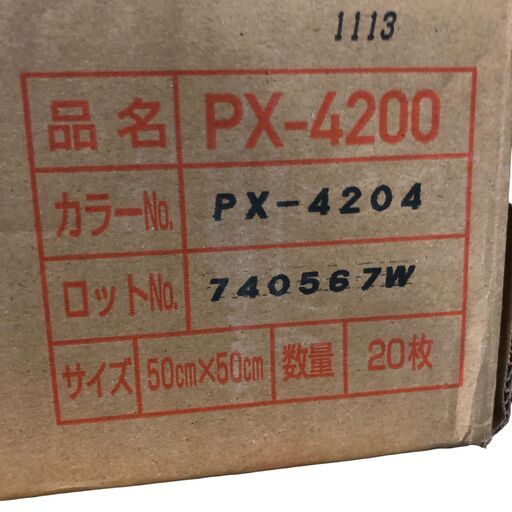 1113
品名 PX-4200
カラーNo. PX-4204
ロットNo. 740567W
サイズ 50cm×50cm 数量 20枚